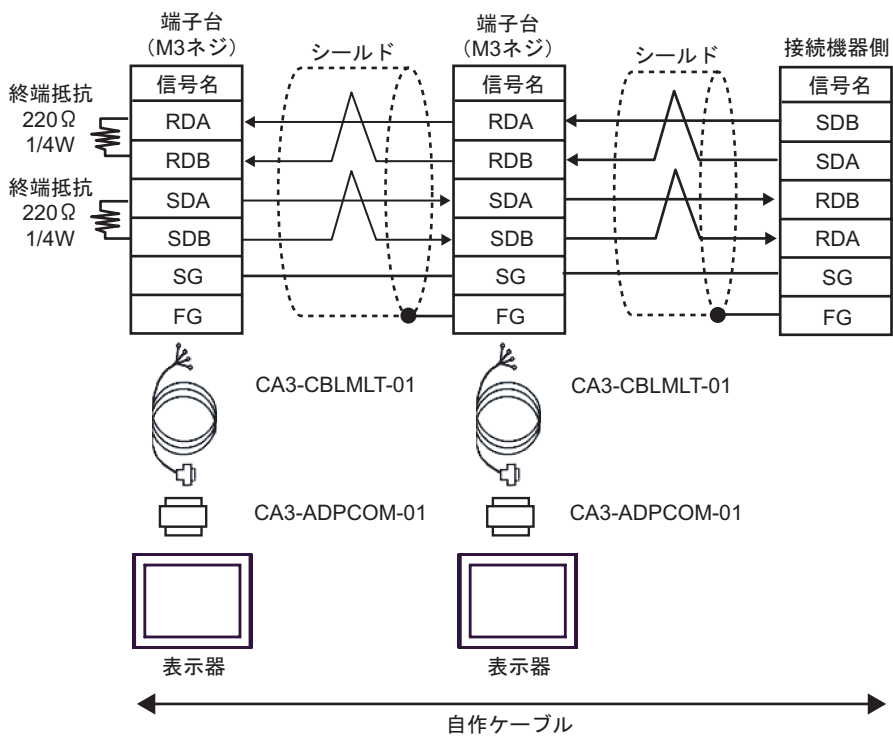 端子台
（M3ネジ）
シールド
端子台
（M3ネジ）
シールド
接続機器側
終端抵抗
220Ω
1/4W
終端抵抗
220Ω
1/4W
信号名
RDA
RDB
SDA
SDB
SG
FG
信号名
RDA
RDB
SDA
SDB
SG
FG
信号名
SDB
SDA
RDB
RDA
SG
FG
CA3-CBLMLT-01
CA3-CBLMLT-01
CA3-ADPCOM-01
CA3-ADPCOM-01
表示器
表示器
自作ケーブル